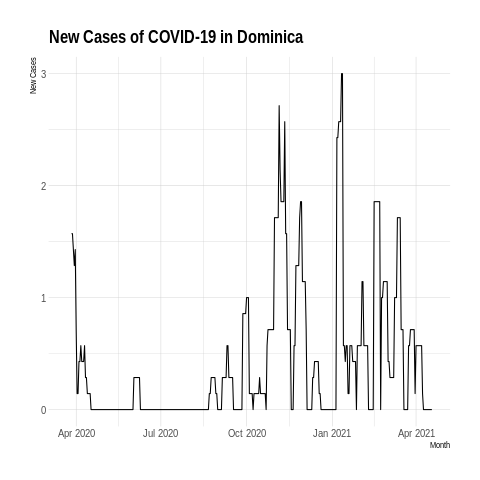 New Cases of COVID-19 in Dominica
New Cases
3
2
1
0
Apr 2020 Jul 2020 Oct 2020 Jan 2021 Apr 2021
Month